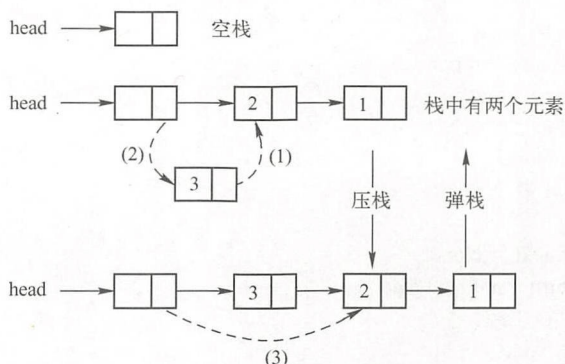 head 空栈
head 2 1 栈中有两个元素
(2) 3 (1)
压栈 弹栈
head 3 2 1
(3)